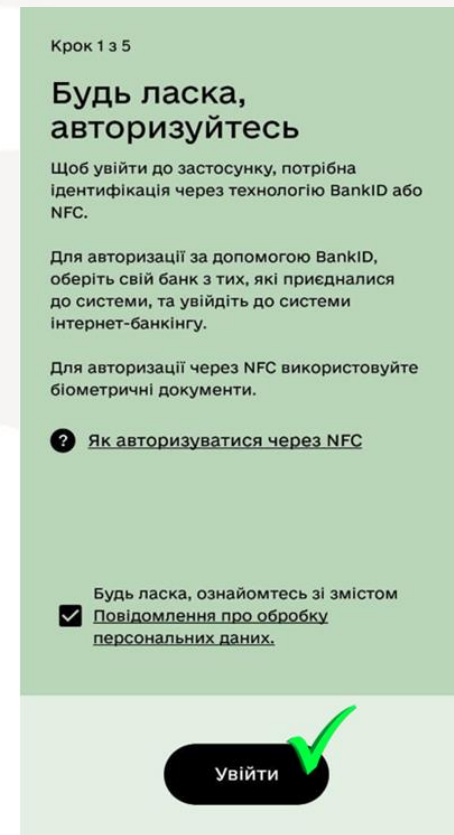 Крок 1 з 5
Будь ласка,
авторизуйтесь
Щоб увійти до застосунку, потрібна
ідентифікація через технологію BankID або
NFC.
Для авторизації за допомогою BankID,
оберіть свій банк з тих, які приєдналися
до системи, та увійдіть до системи
інтернет-банкінгу.
Для авторизації через NFC використовуйте
біометричні документи.
? Як авторизуватися через NFC
Будь ласка, ознайомтесь зі змістом
Повідомлення про обробку
персональних даних.
Увійти